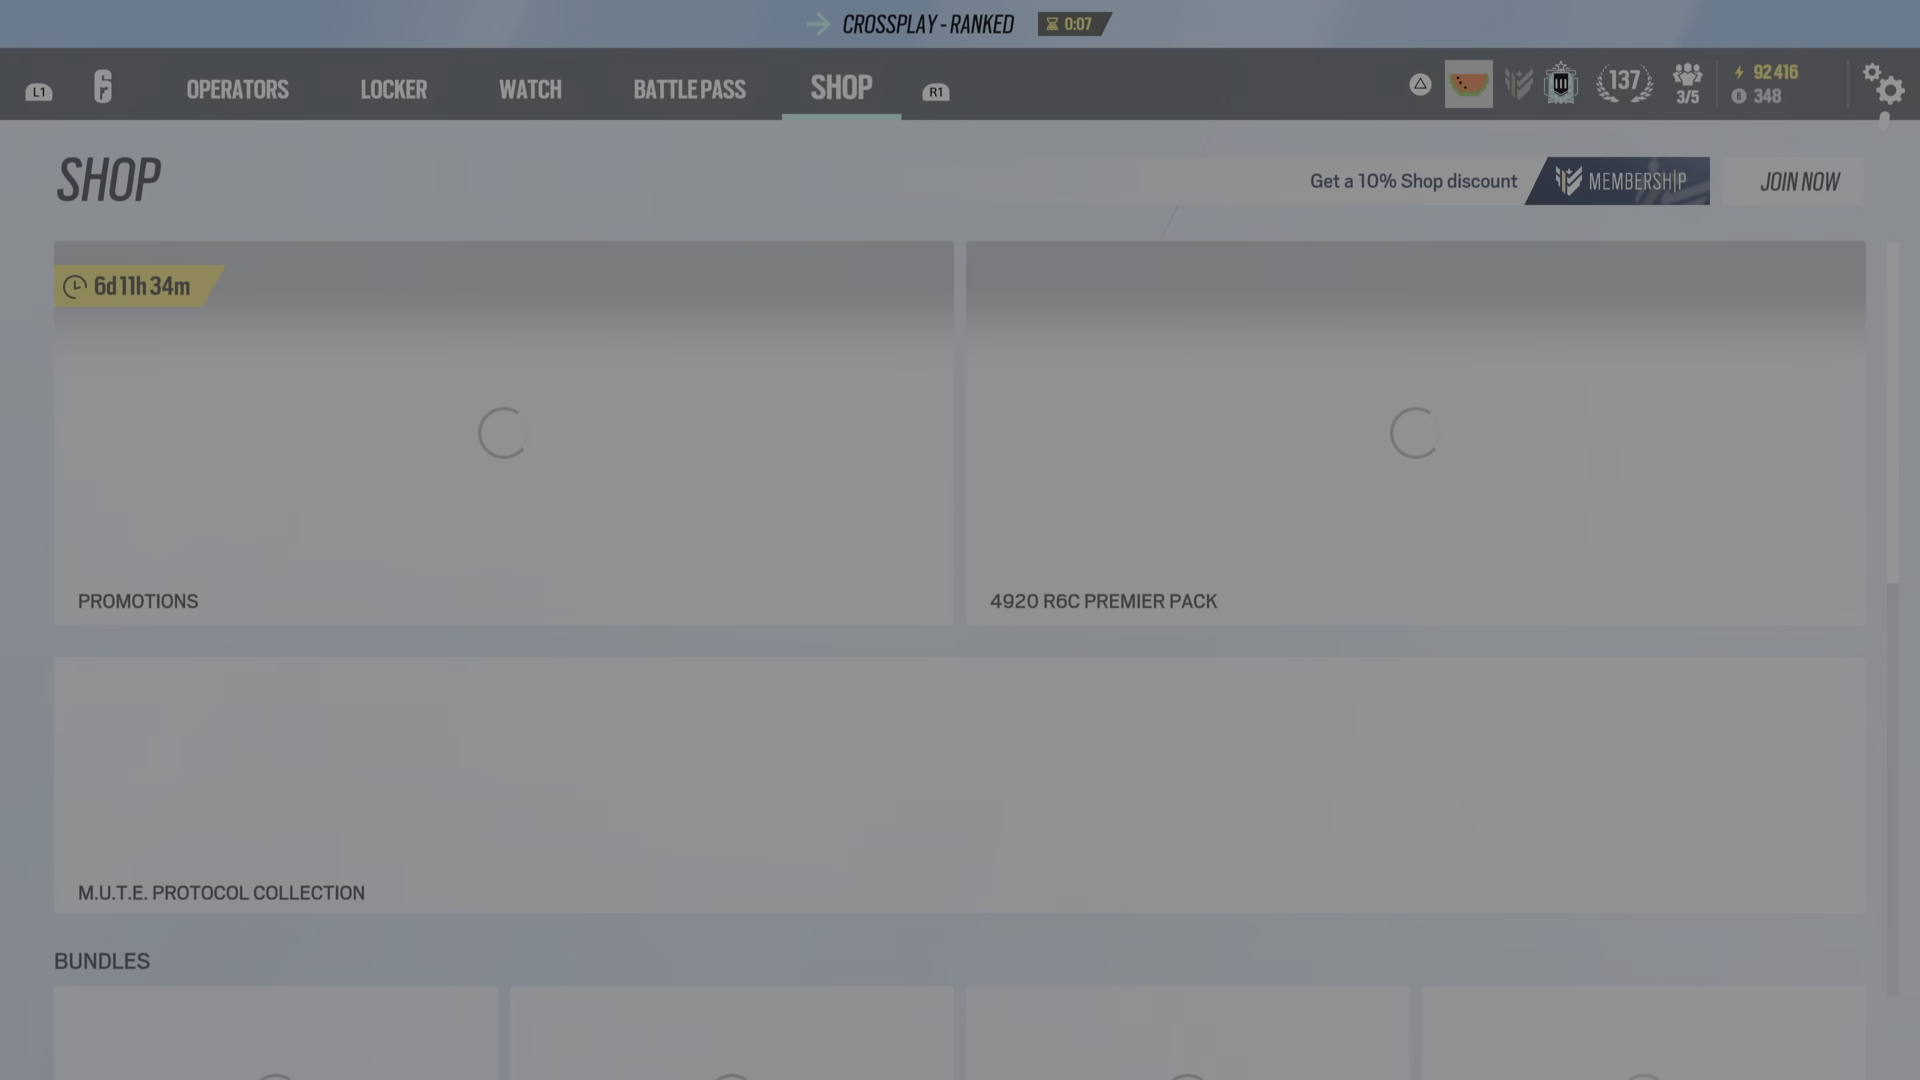 CROSSPLAY - RANKED 0:07
L1 OPERATORS LOCKER WATCH BATTLE PASS SHOP R1 137 3/5 92 416
348
SHOP
Get a 10% Shop discount MEMBERSHIP JOIN NOW
6d 11h 34m
PROMOTIONS 4920 R6C PREMIER PACK
M.U.T.E. PROTOCOL COLLECTION
BUNDLES